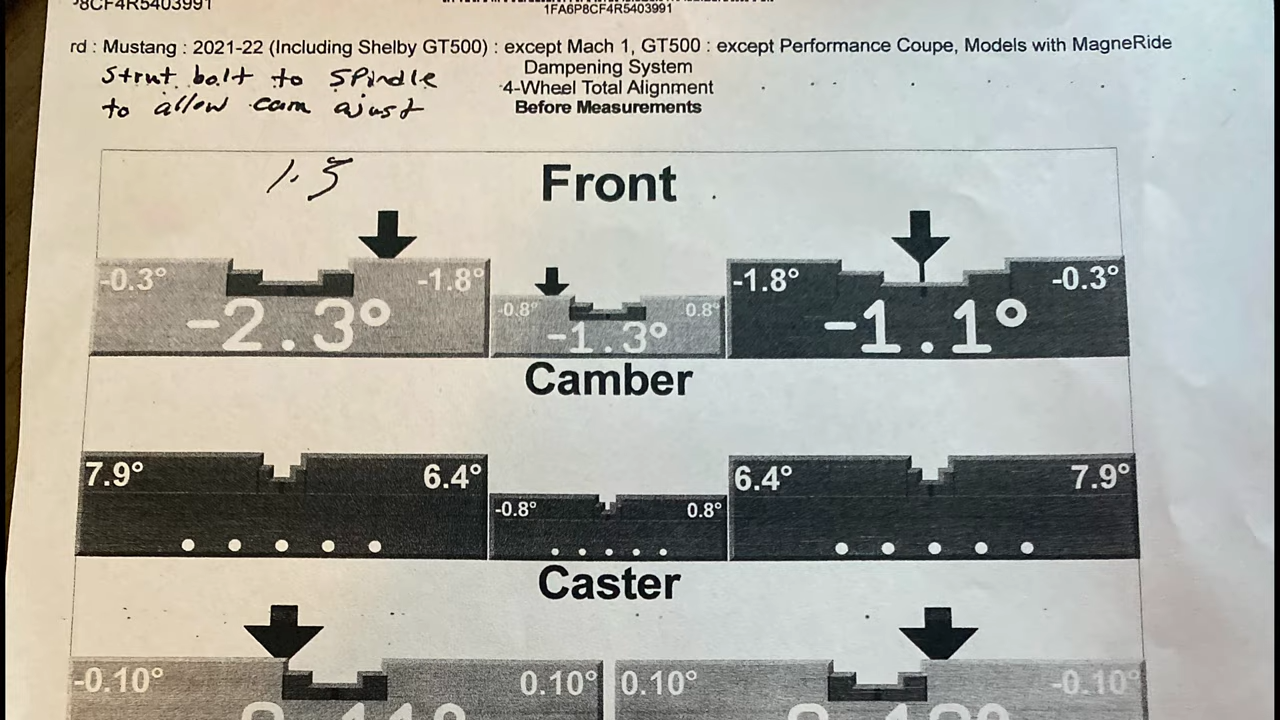 1FA6P8CF4R5403991
rd : Mustang : 2021-22 (Including Shelby GT500) : except Mach 1, GT500 : except Performance Coupe, Models with MagneRide
Dampening System
4-Wheel Total Alignment
Before Measurements
Strut bolt to SPindle
to allow cam ajust
1.5
Front
-0.3° -1.8° -0.8° 0.8° -1.8° -0.3°
-2.3° -1.3° -1.1°
Camber
7.9° 6.4° -0.8° 0.8° 6.4° 7.9°
Caster
-0.10° 0.10° 0.10° -0.10°